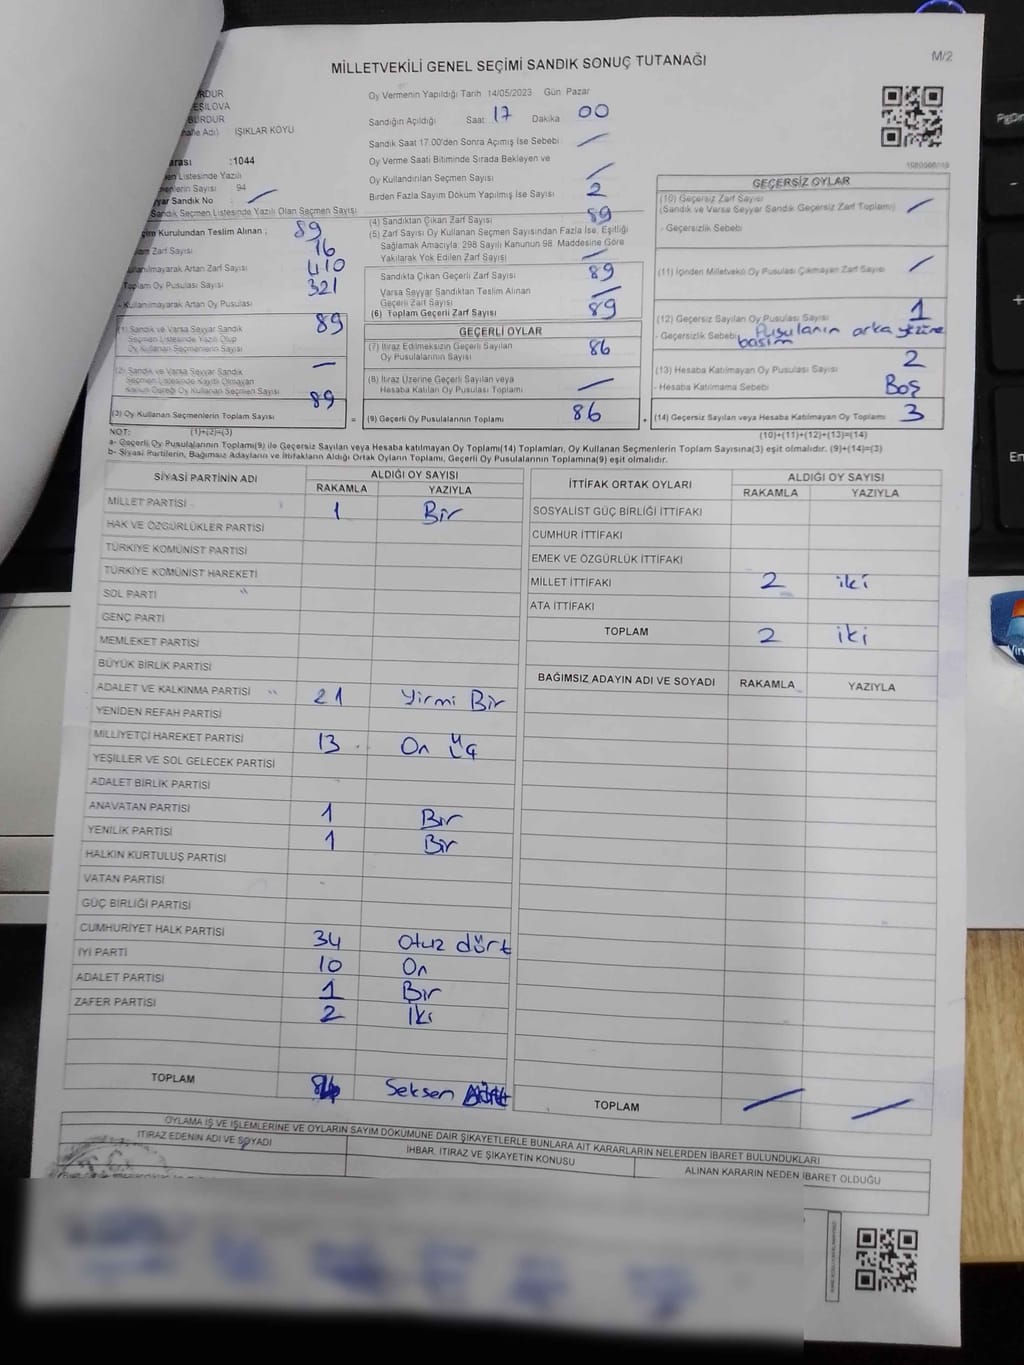 MİLLETVEKİLİ GENEL SEÇİMİ SANDIK SONUÇ TUTANAĞI
M/2
RDUR
EŞİLOVA
BURDUR
IŞIKLAR KÖYÜ
:1044
Oy Vermenin Yapıldığı Tarih 14/05/2023 Gün Pazar
Sandığın Açıldığı Saat 17 Dakika 00
Sandık Saat 17.00'den Sonra Açımış İse Sebebi
Oy Verme Saati Bitiminde Sırada Bekleyen ve
Oy Kullandırılan Seçmen Sayısı
Birden Fazla Sayım Döküm Yapılmış İse Sayısı 2
en Listesinde Yazılı
menlerin Sayısı 94
yar Sandık No
Sandık Seçmen Listesinde Yazılı Olan Seçmen Sayısı
çim Kurulundan Teslim Alınan ; 89
am Zarf Sayısı 16
ullanılmayarak Artan Zarf Sayısı 410
Toplam Oy Pusulası Sayısı 321
- Kullanılmayarak Artan Oy Pusulası
(1) Sandık ve Varsa Seyyar Sandık
Seçmen Listesinde Yazılı Olup
Oy Kullanan Seçmenlerin Sayısı 89
(2) Sandık ve Varsa Seyyar Sandık
Seçmen Listesinde Kayıtlı Olmayan
Kanun Gereği Oy Kullanan Seçmen Sayısı
(3) Oy Kullanan Seçmenlerin Toplam Sayısı 89
(4) Sandıktan Çıkan Zarf Sayısı 89
(5) Zarf Sayısı Oy Kullanan Seçmen Sayısından Fazla İse, Eşitliği
Sağlamak Amacıyla; 298 Sayılı Kanunun 98. Maddesine Göre
Yakılarak Yok Edilen Zarf Sayısı
Sandıkta Çıkan Geçerli Zarf Sayısı 89
Varsa Seyyar Sandıktan Teslim Alınan
Geçerli Zarf Sayısı
(6) Toplam Geçerli Zarf Sayısı 89
GEÇERLİ OYLAR
(7) İtiraz Edilmeksizin Geçerli Sayılan
Oy Pusulalarının Sayısı 86
(8) İtiraz Üzerine Geçerli Sayılan veya
Hesaba Katılan Oy Pusulası Toplamı
= (9) Geçerli Oy Pusulalarının Toplamı 86
GEÇERSİZ OYLAR
(10) Geçersiz Zarf Sayısı
(Sandık ve Varsa Seyyar Sandık Geçersiz Zarf Toplamı)
- Geçersizlik Sebebi
(11) İçinden Milletvekili Oy Pusulası Çıkmayan Zarf Sayısı
(12) Geçersiz Sayılan Oy Pusulası Sayısı 1
- Geçersizlik Sebebi Pusulanın arka yüzüne
basım
(13) Hesaba Katılmayan Oy Pusulası Sayısı 2
- Hesaba Katılmama Sebebi Boş
+ (14) Geçersiz Sayılan veya Hesaba Katılmayan Oy Toplamı 3
NOT: (1)+(2)=(3)
(10)+(11)+(12)+(13)=(14)
a- Geçerli Oy Pusulalarının Toplamı(9) ile Geçersiz Sayılan veya Hesaba katılmayan Oy Toplamı(14) Toplamları, Oy Kullanan Seçmenlerin Toplam Sayısına(3) eşit olmalıdır. (9)+(14)=(3)
b- Siyasi Partilerin, Bağımsız Adayların ve İttifakların Aldığı Ortak Oyların Toplamı, Geçerli Oy Pusulalarının Toplamına(9) eşit olmalıdır.
SİYASİ PARTİNİN ADI ALDIĞI OY SAYISI
RAKAMLA YAZIYLA
MİLLET PARTİSİ 1 Bir
HAK VE ÖZGÜRLÜKLER PARTİSİ
TÜRKİYE KOMÜNİST PARTİSİ
TÜRKİYE KOMÜNİST HAREKETİ
SOL PARTİ
GENÇ PARTİ
MEMLEKET PARTİSİ
BÜYÜK BİRLİK PARTİSİ
ADALET VE KALKINMA PARTİSİ 21 Yirmi Bir
YENİDEN REFAH PARTİSİ
MİLLİYETÇİ HAREKET PARTİSİ 13 On Üç
YEŞİLLER VE SOL GELECEK PARTİSİ
ADALET BİRLİK PARTİSİ
ANAVATAN PARTİSİ 1 Bir
YENİLİK PARTİSİ 1 Bir
HALKIN KURTULUŞ PARTİSİ
VATAN PARTİSİ
GÜÇ BİRLİĞİ PARTİSİ
CUMHURİYET HALK PARTİSİ 34 Otuz dört
İYİ PARTİ 10 On
ADALET PARTİSİ 1 Bir
ZAFER PARTİSİ 2 İki
TOPLAM Seksen
İTTİFAK ORTAK OYLARI ALDIĞI OY SAYISI
RAKAMLA YAZIYLA
SOSYALİST GÜÇ BİRLİĞİ İTTİFAKI
CUMHUR İTTİFAKI
EMEK VE ÖZGÜRLÜK İTTİFAKI
MİLLET İTTİFAKI 2 iki
ATA İTTİFAKI
TOPLAM 2 iki
BAĞIMSIZ ADAYIN ADI VE SOYADI RAKAMLA YAZIYLA
TOPLAM
OYLAMA İŞ VE İŞLEMLERİNE VE OYLARIN SAYIM DÖKÜMÜNE DAİR ŞİKAYETLERLE BUNLARA AİT KARARLARIN NELERDEN İBARET BULUNDUKLARI
İTİRAZ EDENİN ADI VE SOYADI
İHBAR, İTİRAZ VE ŞİKAYETİN KONUSU
ALINAN KARARIN NEDEN İBARET OLDUĞU